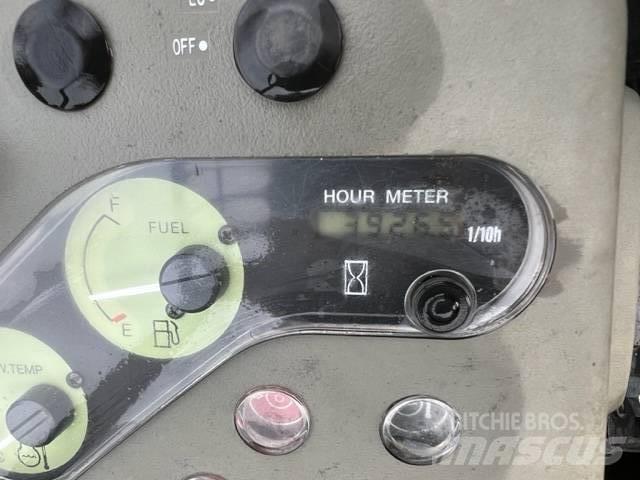 OFF
HOUR METER
F
FUEL
1/10h
E
W.TEMP
RITCHIE BROS.
MASCUS